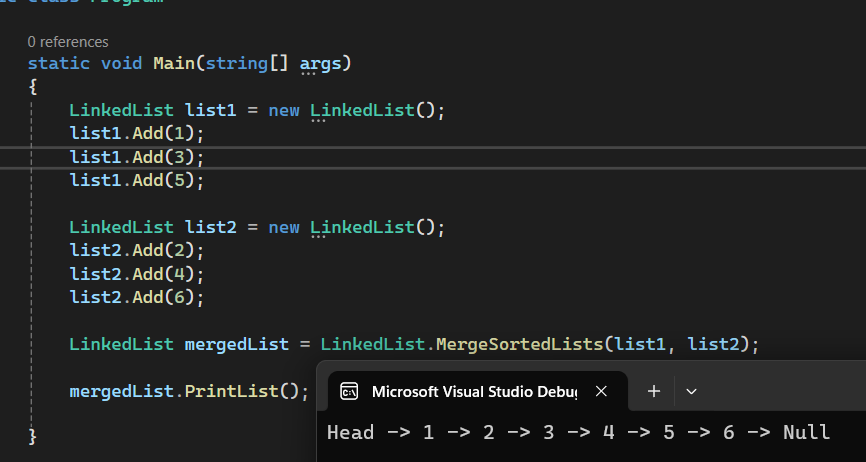 0 references
static void Main(string[] args)
{
LinkedList list1 = new LinkedList();
list1.Add(1);
list1.Add(3);
list1.Add(5);
LinkedList list2 = new LinkedList();
list2.Add(2);
list2.Add(4);
list2.Add(6);
LinkedList mergedList = LinkedList.MergeSortedLists(list1, list2);
mergedList.PrintList();
}
Microsoft Visual Studio Debug
Head -> 1 -> 2 -> 3 -> 4 -> 5 -> 6 -> Null